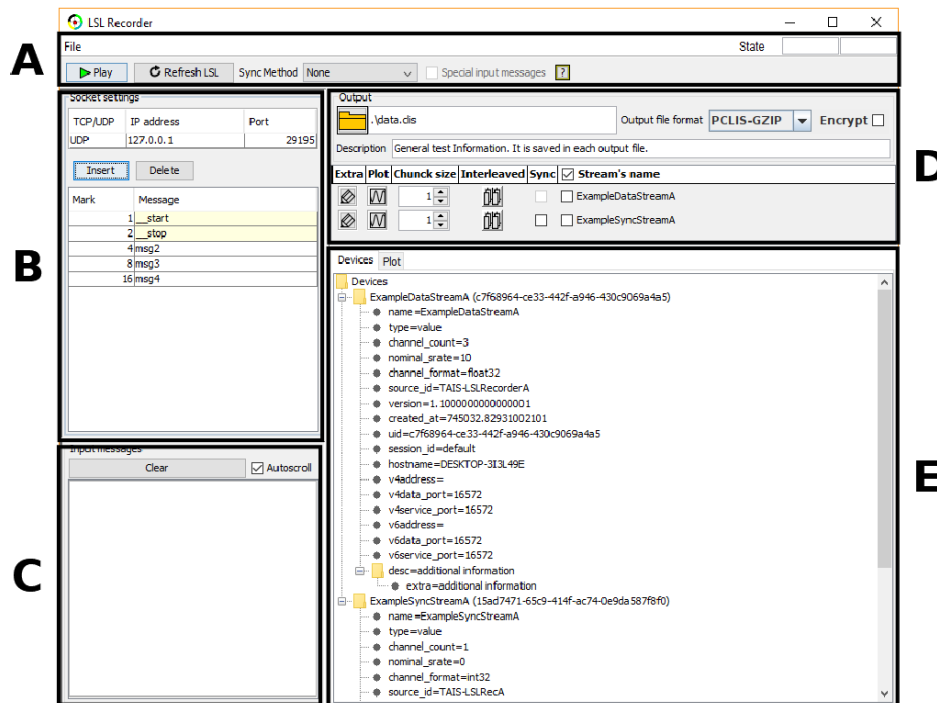 LSL Recorder
A
File
State
Play
Refresh LSL
Sync Method
None
Special input messages
?
B
Socket settings
TCP/UDP IP address Port
UDP 127.0.0.1 29195
Insert Delete
Mark Message
1 __start
2 __stop
4 msg2
8 msg3
16 msg4
C
Input messages
Clear
Autoscroll
D
Output
.\data.clis
Output file format PCLIS-GZIP Encrypt
Description General test Information. It is saved in each output file.
Extra Plot Chunck size Interleaved Sync Stream's name
1 ExampleDataStreamA
1 ExampleSyncStreamA
E
Devices Plot
Devices
ExampleDataStreamA (c7f68964-ce33-442f-a946-430c9069a4a5)
name=ExampleDataStreamA
type=value
channel_count=3
nominal_srate=10
channel_format=float32
source_id=TAIS-LSLRecorderA
version=1.1000000000000001
created_at=745032.82931002101
uid=c7f68964-ce33-442f-a946-430c9069a4a5
session_id=default
hostname=DESKTOP-3I3L49E
v4address=
v4data_port=16572
v4service_port=16572
v6address=
v6data_port=16572
v6service_port=16572
desc=additional information
extra=additional information
ExampleSyncStreamA (15ad7471-65c9-414f-ac74-0e9da587f8f0)
name=ExampleSyncStreamA
type=value
channel_count=1
nominal_srate=0
channel_format=int32
source_id=TAIS-LSLRecA